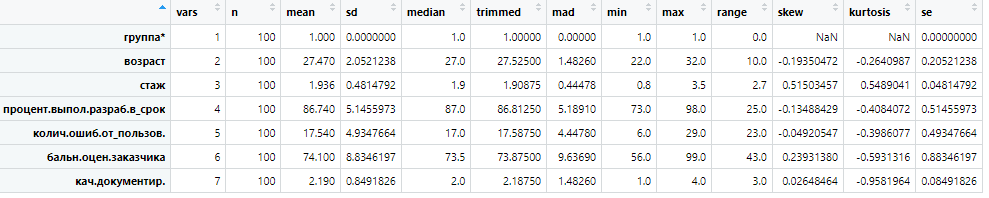 vars n mean sd median trimmed mad min max range skew kurtosis se
группа* 1 100 1.000 0.0000000 1.0 1.00000 0.00000 1.0 1.0 0.0 NaN NaN 0.00000000
возраст 2 100 27.470 2.0521238 27.0 27.52500 1.48260 22.0 32.0 10.0 -0.19350472 -0.2640987 0.20521238
стаж 3 100 1.936 0.4814792 1.9 1.90875 0.44478 0.8 3.5 2.7 0.51503457 0.5489041 0.04814792
процент.выпол.разраб.в_срок 4 100 86.740 5.1455973 87.0 86.81250 5.18910 73.0 98.0 25.0 -0.13488429 -0.4084072 0.51455973
колич.ошиб.от_пользов. 5 100 17.540 4.9347664 17.0 17.58750 4.44780 6.0 29.0 23.0 -0.04920547 -0.3986077 0.49347664
бальн.оцен.заказчика 6 100 74.100 8.8346197 73.5 73.87500 9.63690 56.0 99.0 43.0 0.23931380 -0.5931316 0.88346197
кач.документир. 7 100 2.190 0.8491826 2.0 2.18750 1.48260 1.0 4.0 3.0 0.02648464 -0.9581964 0.08491826